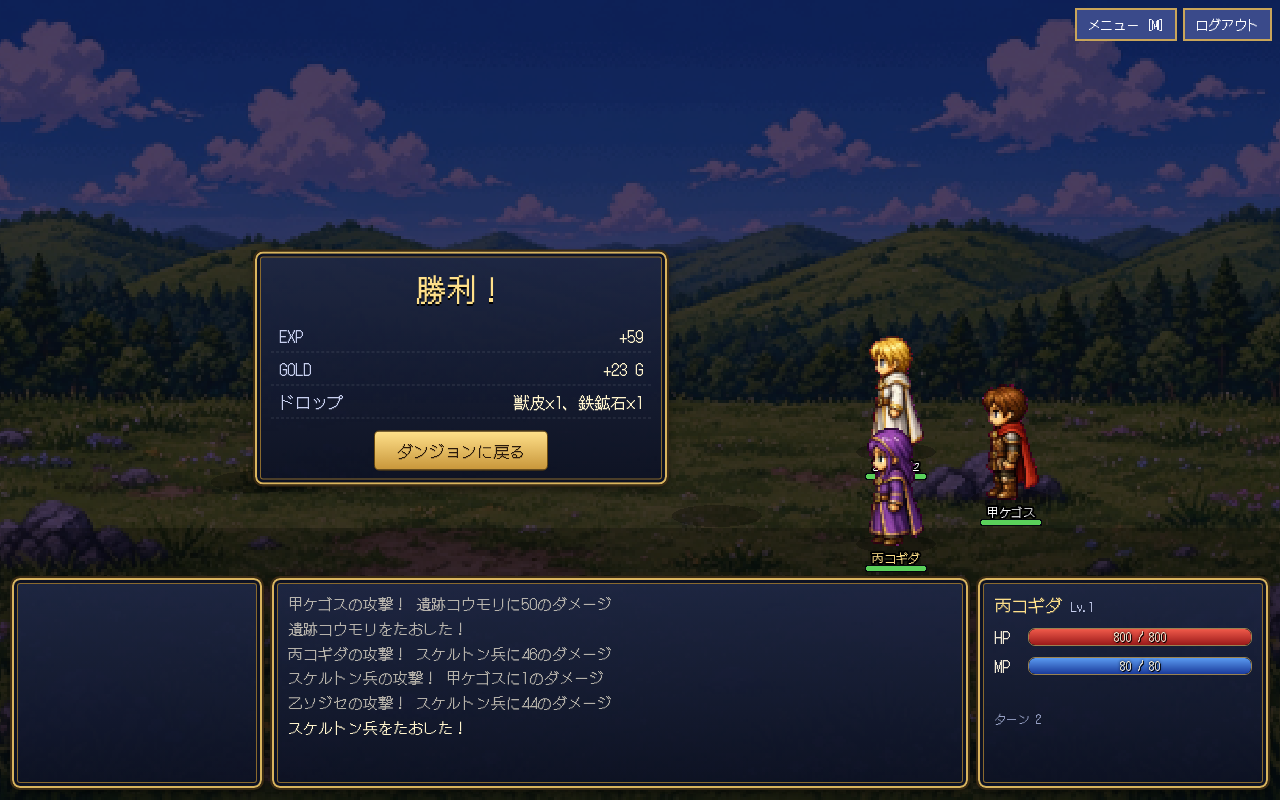 メニュー [M]
ログアウト
勝利！
EXP +59
GOLD +23 G
ドロップ 獣皮x1、鉄鉱石x1
ダンジョンに戻る
2
甲ケゴス
丙コギダ
甲ケゴスの攻撃！ 遺跡コウモリに50のダメージ
遺跡コウモリをたおした！
丙コギダの攻撃！ スケルトン兵に46のダメージ
スケルトン兵の攻撃！ 甲ケゴスに1のダメージ
乙ソジセの攻撃！ スケルトン兵に44のダメージ
スケルトン兵をたおした！
丙コギダ Lv.1
HP 800 / 800
MP 80 / 80
ターン 2